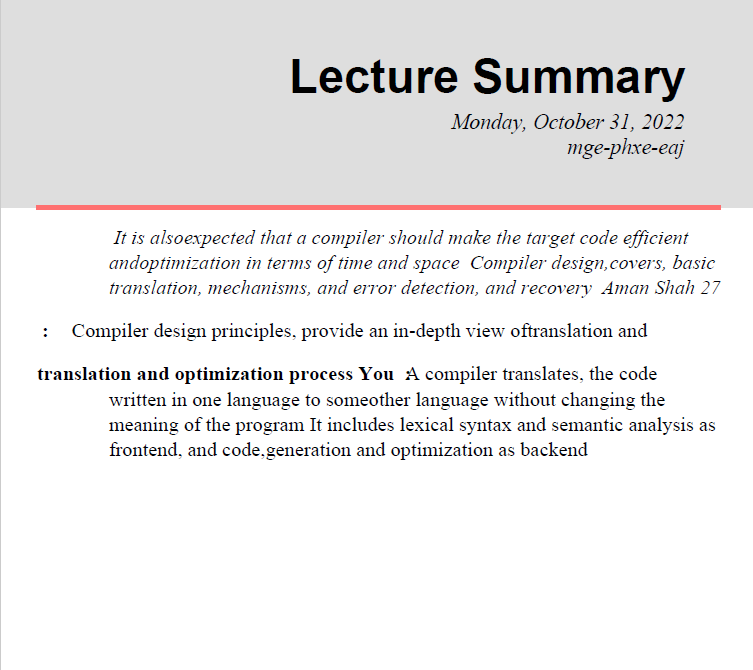 Lecture Summary
Monday, October 31, 2022
mge-phxe-eaj
It is alsoexpected that a compiler should make the target code efficient
andoptimization in terms of time and space  Compiler design,covers, basic
translation, mechanisms, and error detection, and recovery  Aman Shah 27
:    Compiler design principles, provide an in-depth view oftranslation and
translation and optimization process You  :A compiler translates, the code
written in one language to someother language without changing the
meaning of the program It includes lexical syntax and semantic analysis as
frontend, and code,generation and optimization as backend